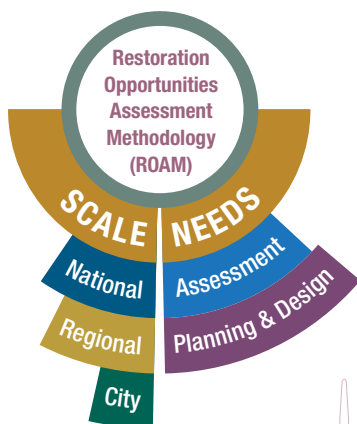 Restoration
Opportunities
Assessment
Methodology
(ROAM)
SCALE
NEEDS
National
Regional
City
Assessment
Planning & Design